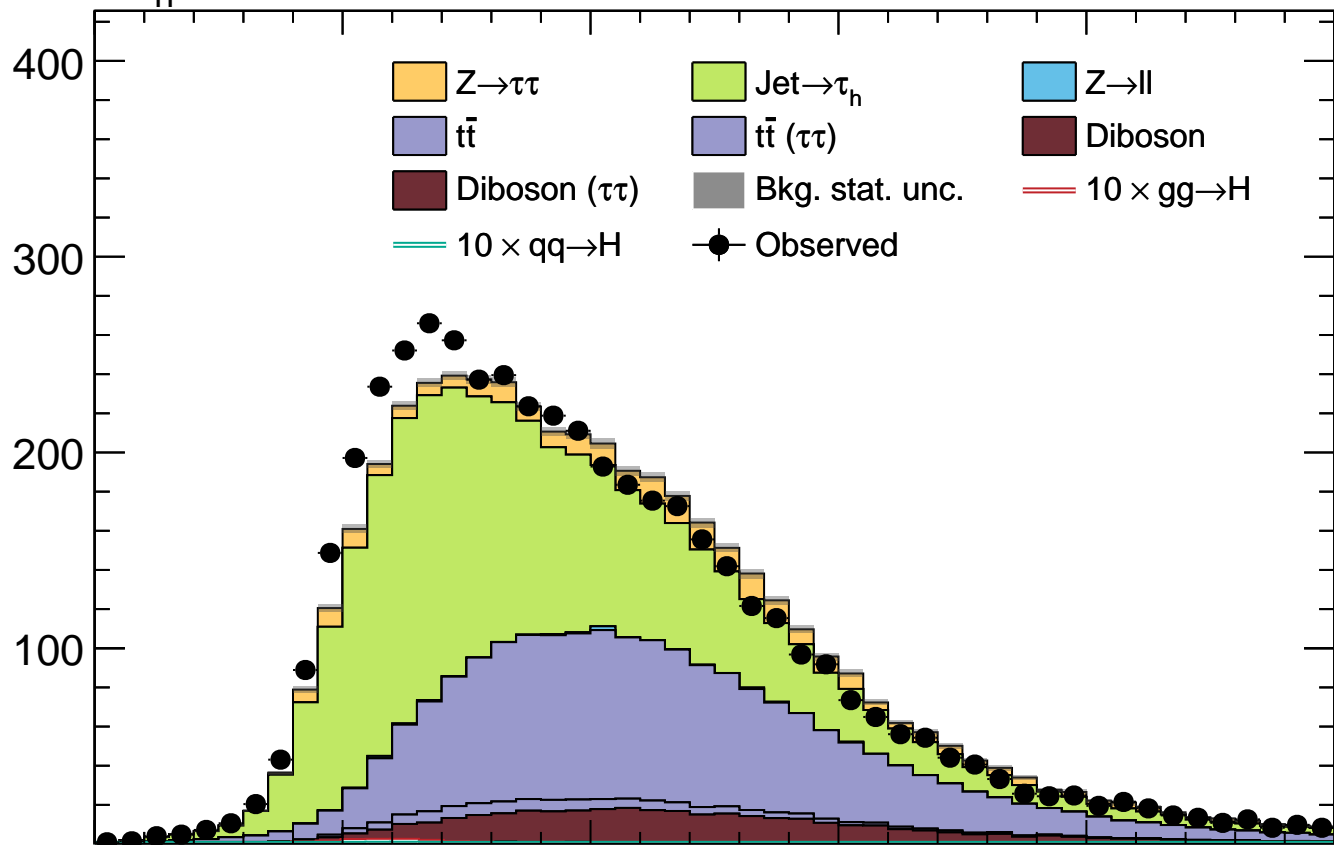 400
Z→ττ Jet→τh Z→ll
tt̄ tt̄ (ττ) Diboson
Diboson (ττ) Bkg. stat. unc. 10 × gg→H
10 × qq→H Observed
300
200
100